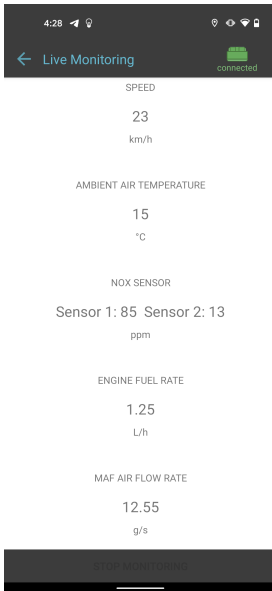 4:28
Live Monitoring
connected
SPEED
23
km/h
AMBIENT AIR TEMPERATURE
15
°C
NOX SENSOR
Sensor 1: 85 Sensor 2: 13
ppm
ENGINE FUEL RATE
1.25
L/h
MAF AIR FLOW RATE
12.55
g/s
STOP MONITORING